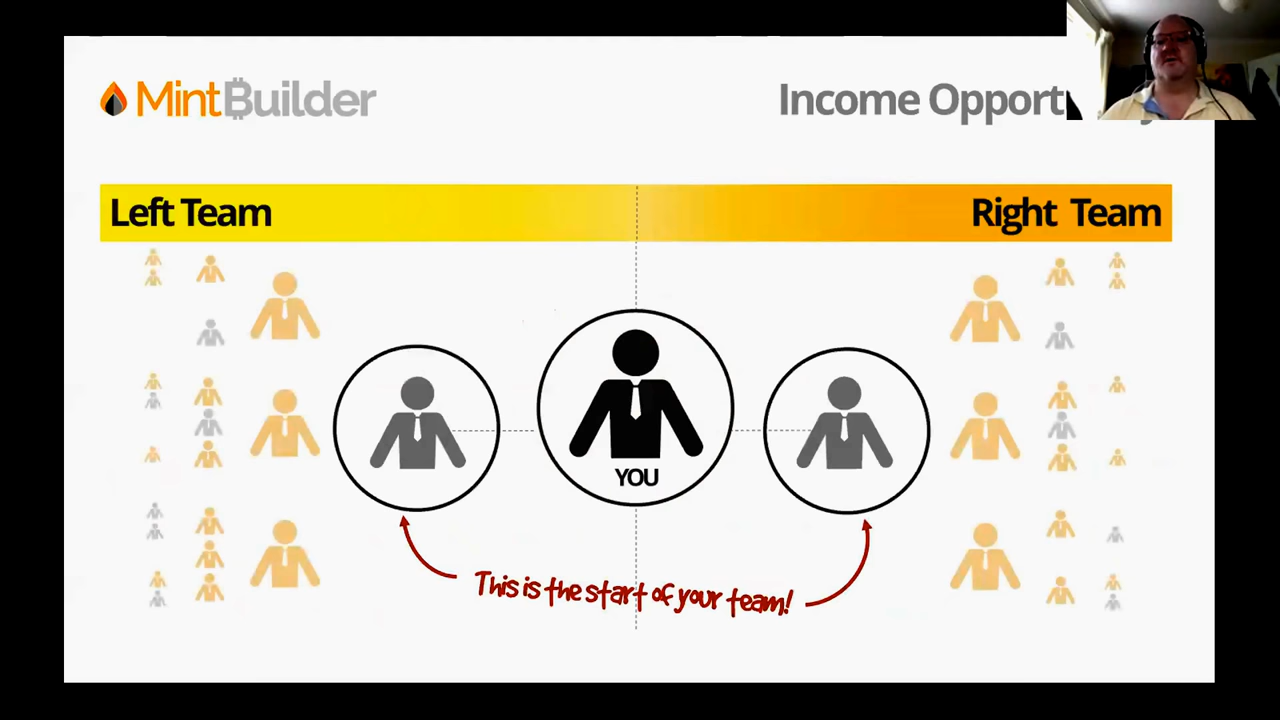 MintBuilder
Income Opport
Left Team
Right Team
YOU
This is the start of your team!